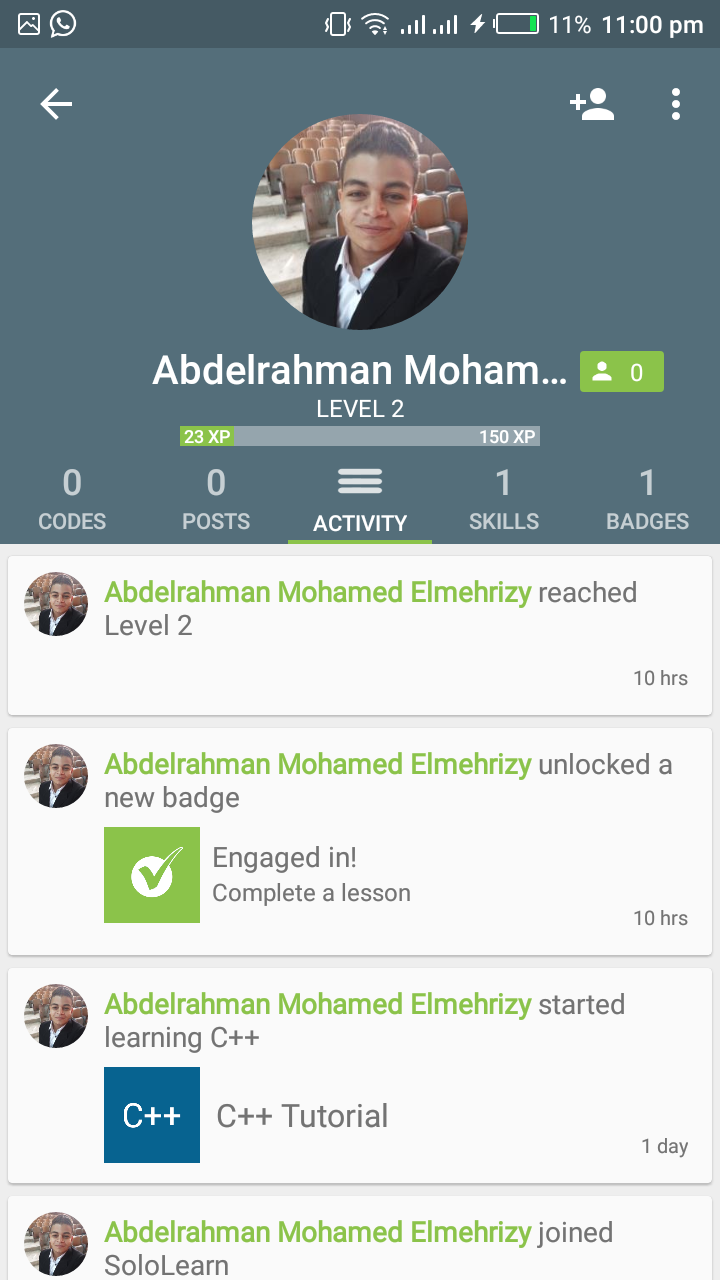 11% 11:00 pm
Abdelrahman Moham... 0
LEVEL 2
23 XP 150 XP
0 0 1 1
CODES POSTS ACTIVITY SKILLS BADGES
Abdelrahman Mohamed Elmehrizy reached
Level 2
10 hrs
Abdelrahman Mohamed Elmehrizy unlocked a
new badge
Engaged in!
Complete a lesson
10 hrs
Abdelrahman Mohamed Elmehrizy started
learning C++
C++ C++ Tutorial
1 day
Abdelrahman Mohamed Elmehrizy joined
SoloLearn